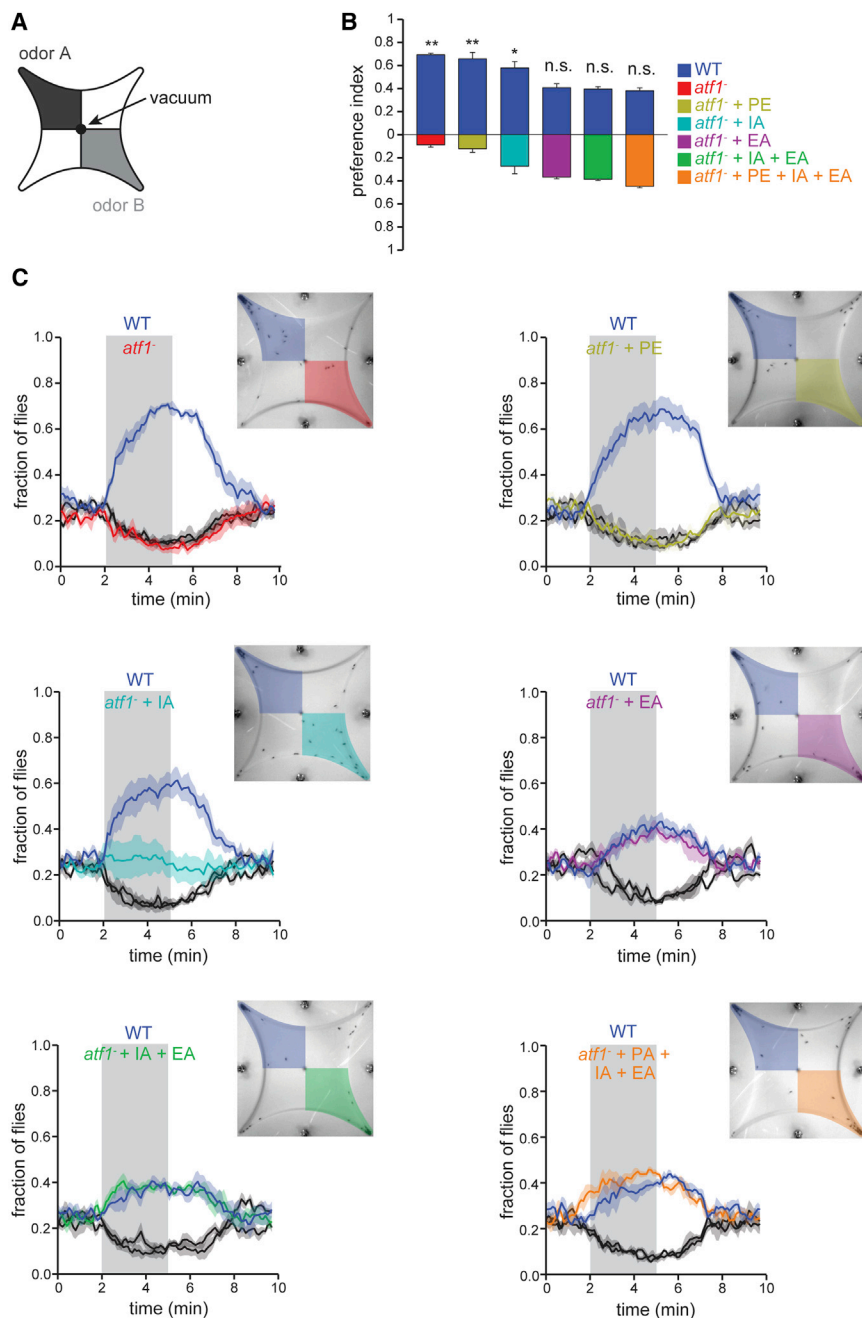 A
odor A
vacuum
odor B
B
preference index
1
0.8
0.6
0.4
0.2
0
0.2
0.4
0.6
0.8
1
** ** * n.s. n.s. n.s.
WT
atf1-
atf1- + PE
atf1- + IA
atf1- + EA
atf1- + IA + EA
atf1- + PE + IA + EA
C
WT
atf1-
fraction of flies
1.0
0.8
0.6
0.4
0.2
0.0
0 2 4 6 8 10
time (min)
WT
atf1- + PE
fraction of flies
1.0
0.8
0.6
0.4
0.2
0.0
0 2 4 6 8 10
time (min)
WT
atf1- + IA
fraction of flies
1.0
0.8
0.6
0.4
0.2
0.0
0 2 4 6 8 10
time (min)
WT
atf1- + EA
fraction of flies
1.0
0.8
0.6
0.4
0.2
0.0
0 2 4 6 8 10
time (min)
WT
atf1- + IA + EA
fraction of flies
1.0
0.8
0.6
0.4
0.2
0.0
0 2 4 6 8 10
time (min)
WT
atf1- + PA +
IA + EA
fraction of flies
1.0
0.8
0.6
0.4
0.2
0.0
0 2 4 6 8 10
time (min)